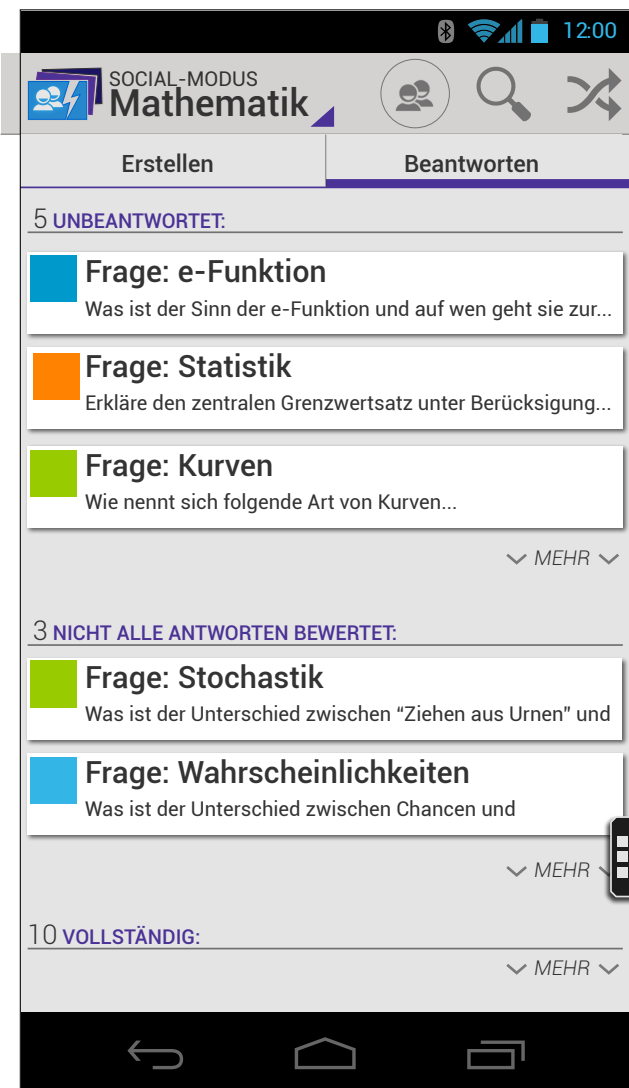 12:00
SOCIAL-MODUS
Mathematik
Erstellen
Beantworten
5 UNBEANTWORTET:
Frage: e-Funktion
Was ist der Sinn der e-Funktion und auf wen geht sie zur...
Frage: Statistik
Erkläre den zentralen Grenzwertsatz unter Berücksigung...
Frage: Kurven
Wie nennt sich folgende Art von Kurven...
MEHR
3 NICHT ALLE ANTWORTEN BEWERTET:
Frage: Stochastik
Was ist der Unterschied zwischen “Ziehen aus Urnen” und
Frage: Wahrscheinlichkeiten
Was ist der Unterschied zwischen Chancen und
MEHR
10 VOLLSTÄNDIG:
MEHR